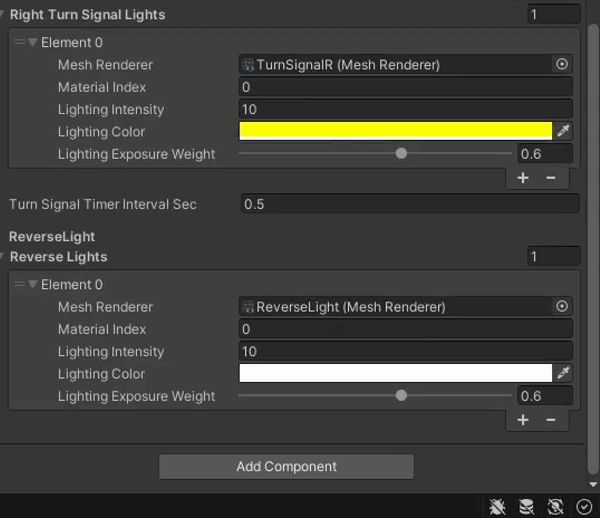 Right Turn Signal Lights 1
Element 0
Mesh Renderer TurnSignalR (Mesh Renderer)
Material Index 0
Lighting Intensity 10
Lighting Color
Lighting Exposure Weight 0.6
+ −
Turn Signal Timer Interval Sec 0.5
ReverseLight
Reverse Lights 1
Element 0
Mesh Renderer ReverseLight (Mesh Renderer)
Material Index 0
Lighting Intensity 10
Lighting Color
Lighting Exposure Weight 0.6
+ −
Add Component